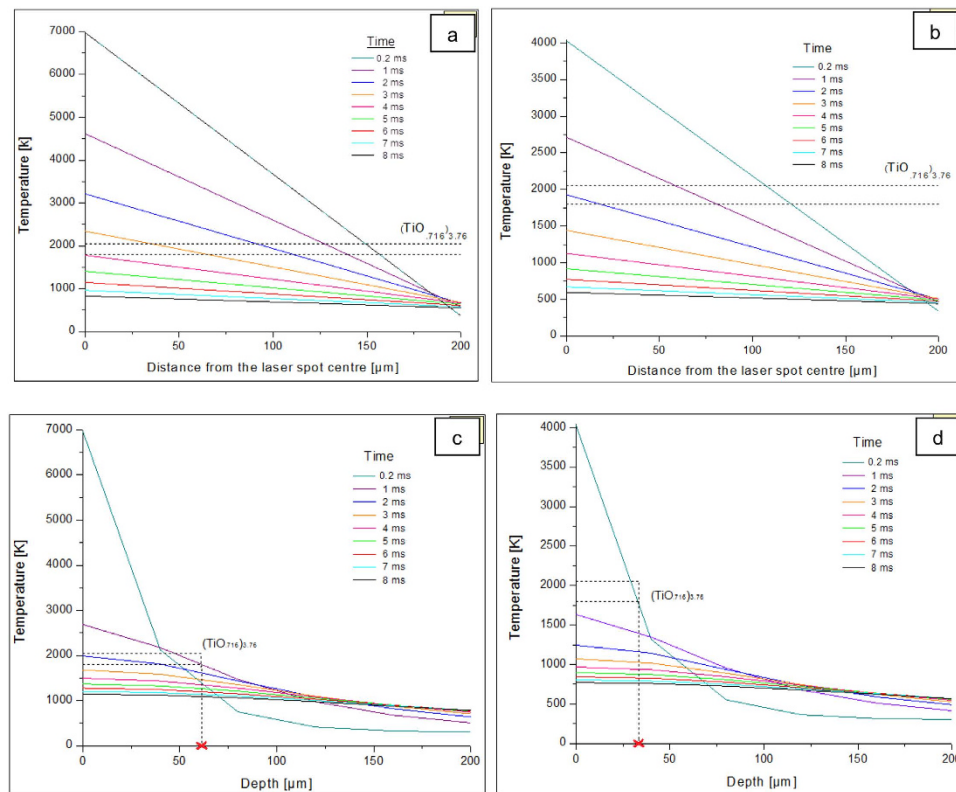 a
7000
6000
5000
4000
3000
2000
1000
0
Temperature [K]
Time
0.2 ms
1 ms
2 ms
3 ms
4 ms
5 ms
6 ms
7 ms
8 ms
(TiO.716)3.76
0 50 100 150 200
Distance from the laser spot centre [µm]
b
4000
3500
3000
2500
2000
1500
1000
500
0
Temperature [K]
Time
0.2 ms
1 ms
2 ms
3 ms
4 ms
5 ms
6 ms
7 ms
8 ms
(TiO.716)3.76
0 50 100 150 200
Distance from the laser spot centre [µm]
c
7000
6000
5000
4000
3000
2000
1000
0
Temperature [K]
Time
0.2 ms
1 ms
2 ms
3 ms
4 ms
5 ms
6 ms
7 ms
8 ms
(TiO716)3.76
0 50 100 150 200
Depth [µm]
d
4000
3500
3000
2500
2000
1500
1000
500
0
Temperature [K]
Time
0.2 ms
1 ms
2 ms
3 ms
4 ms
5 ms
6 ms
7 ms
8 ms
(TiO716)3.76
0 50 100 150 200
Depth [µm]